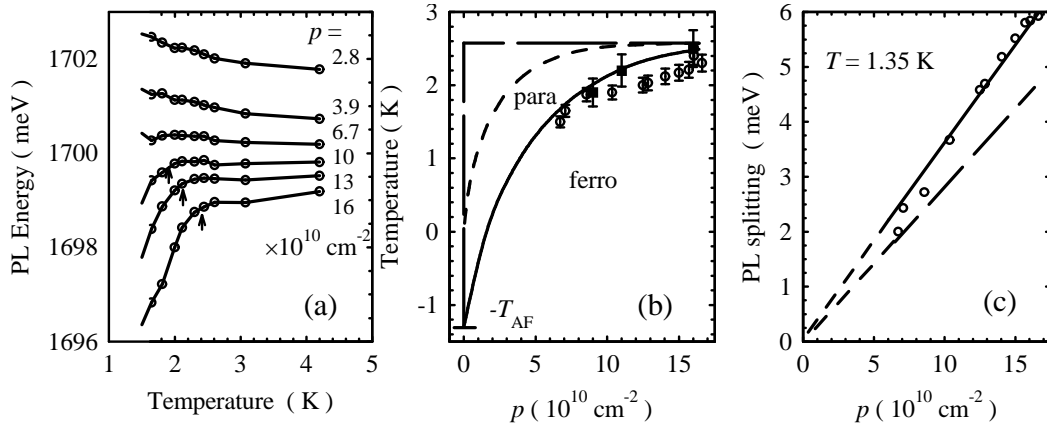 (a)
p =
2.8
3.9
6.7
10
13
16
×10¹⁰ cm⁻²
1702
1700
1698
1696
PL Energy ( meV )
1 2 3 4 5
Temperature ( K )
(b)
3
2
1
0
-1
Temperature ( K )
para
ferro
-T_AF
0 5 10 15
p ( 10¹⁰ cm⁻² )
(c)
T = 1.35 K
6
5
4
3
2
1
0
PL splitting ( meV )
0 5 10 15
p ( 10¹⁰ cm⁻² )